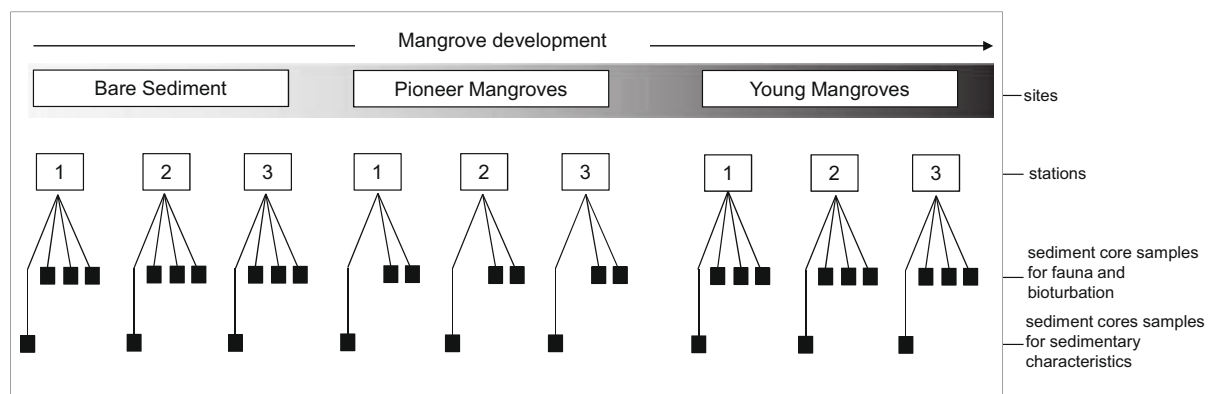 Mangrove development
Bare Sediment Pioneer Mangroves Young Mangroves
sites
1 2 3 1 2 3 1 2 3
stations
sediment core samples
for fauna and
bioturbation
sediment cores samples
for sedimentary
characteristics